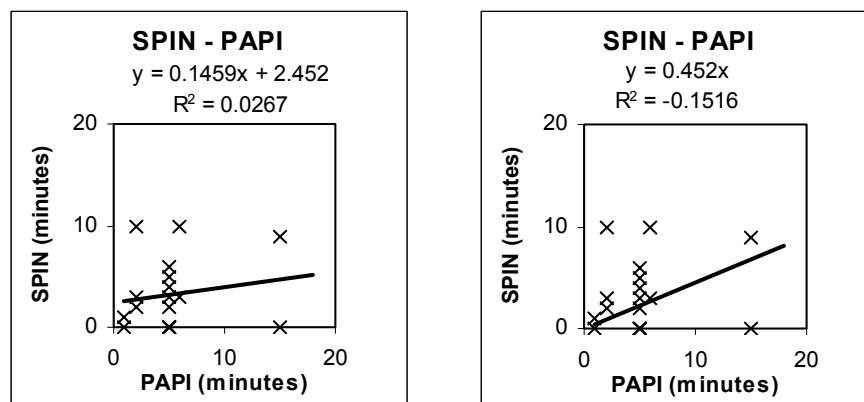 SPIN - PAPI
y = 0.1459x + 2.452
R² = 0.0267
20
10
0
0 10 20
SPIN (minutes)
PAPI (minutes)
SPIN - PAPI
y = 0.452x
R² = -0.1516
20
10
0
0 10 20
SPIN (minutes)
PAPI (minutes)